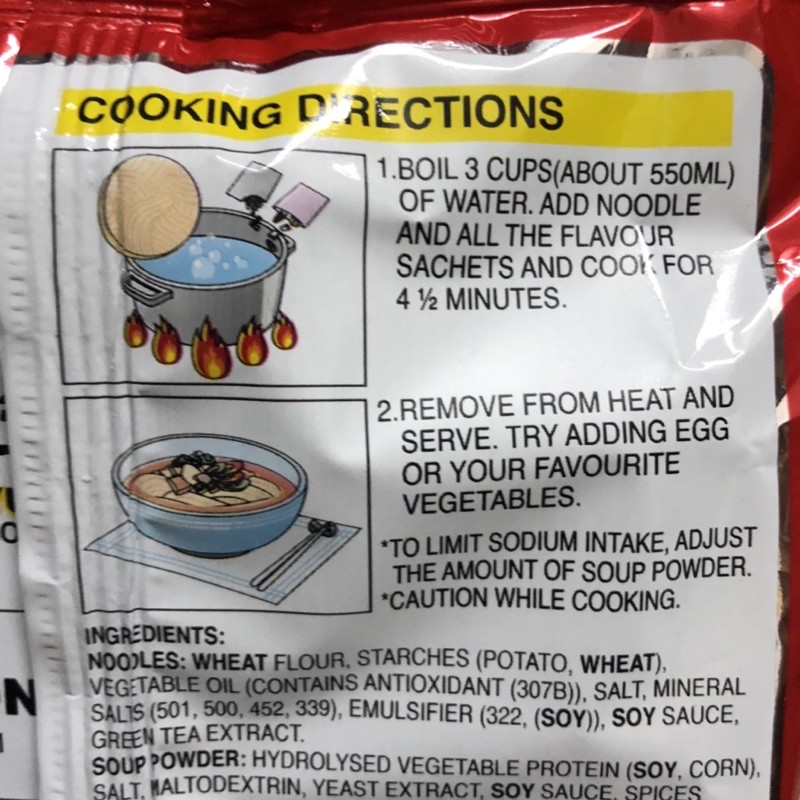 COOKING DIRECTIONS
1.BOIL 3 CUPS(ABOUT 550ML)
OF WATER. ADD NOODLE
AND ALL THE FLAVOUR
SACHETS AND COOK FOR
4 ½ MINUTES.
2.REMOVE FROM HEAT AND
SERVE. TRY ADDING EGG
OR YOUR FAVOURITE
VEGETABLES.
*TO LIMIT SODIUM INTAKE, ADJUST
THE AMOUNT OF SOUP POWDER.
*CAUTION WHILE COOKING.
INGREDIENTS:
NOODLES: WHEAT FLOUR, STARCHES (POTATO, WHEAT),
VEGETABLE OIL (CONTAINS ANTIOXIDANT (307B)), SALT, MINERAL
SALTS (501, 500, 452, 339), EMULSIFIER (322, (SOY)), SOY SAUCE,
GREEN TEA EXTRACT.
SOUP POWDER: HYDROLYSED VEGETABLE PROTEIN (SOY, CORN),
SALT, MALTODEXTRIN, YEAST EXTRACT, SOY SAUCE, SPICES